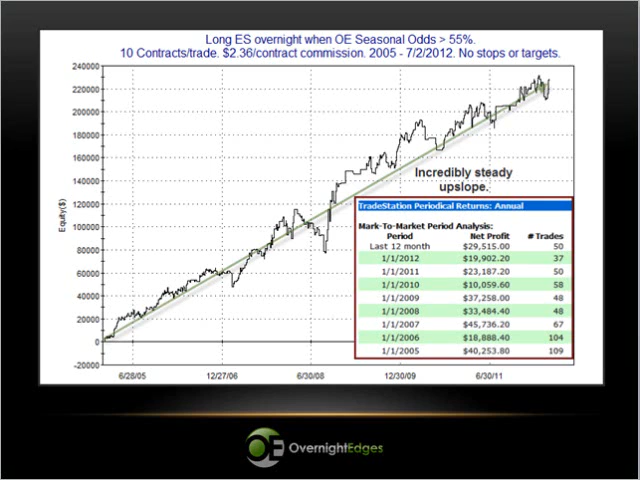 Long ES overnight when OE Seasonal Odds > 55%.
10 Contracts/trade. $2.36/contract commission. 2005 - 7/2/2012. No stops or targets.
240000
220000
200000
180000
160000
140000
120000
100000
80000
60000
40000
20000
0
-20000
Equity($)
Incredibly steady
upslope.
TradeStation Periodical Returns: Annual
Mark-To-Market Period Analysis:
Period Net Profit # Trades
Last 12 month $29,515.00 50
1/1/2012 $19,902.20 37
1/1/2011 $23,187.20 50
1/1/2010 $10,059.60 58
1/1/2009 $37,258.00 48
1/1/2008 $33,484.40 48
1/1/2007 $45,736.20 67
1/1/2006 $18,888.40 104
1/1/2005 $40,253.80 109
6/28/05 12/27/06 6/30/08 12/30/09 6/30/11
OE OvernightEdges